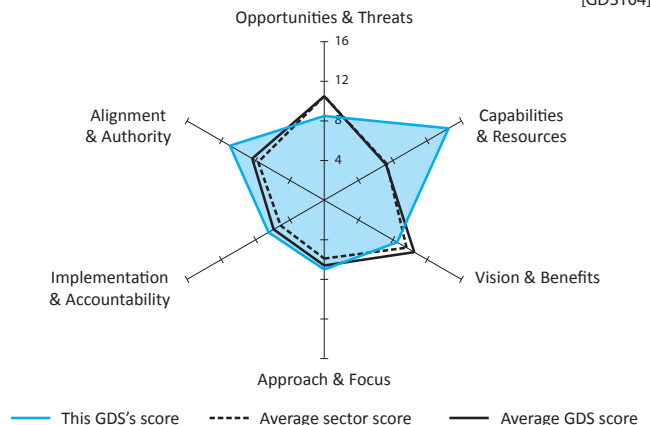 Opportunities & Threats
16
12
8
4
Alignment
& Authority
Capabilities
& Resources
Implementation
& Accountability
Vision & Benefits
Approach & Focus
This GDS's score
Average sector score
Average GDS score